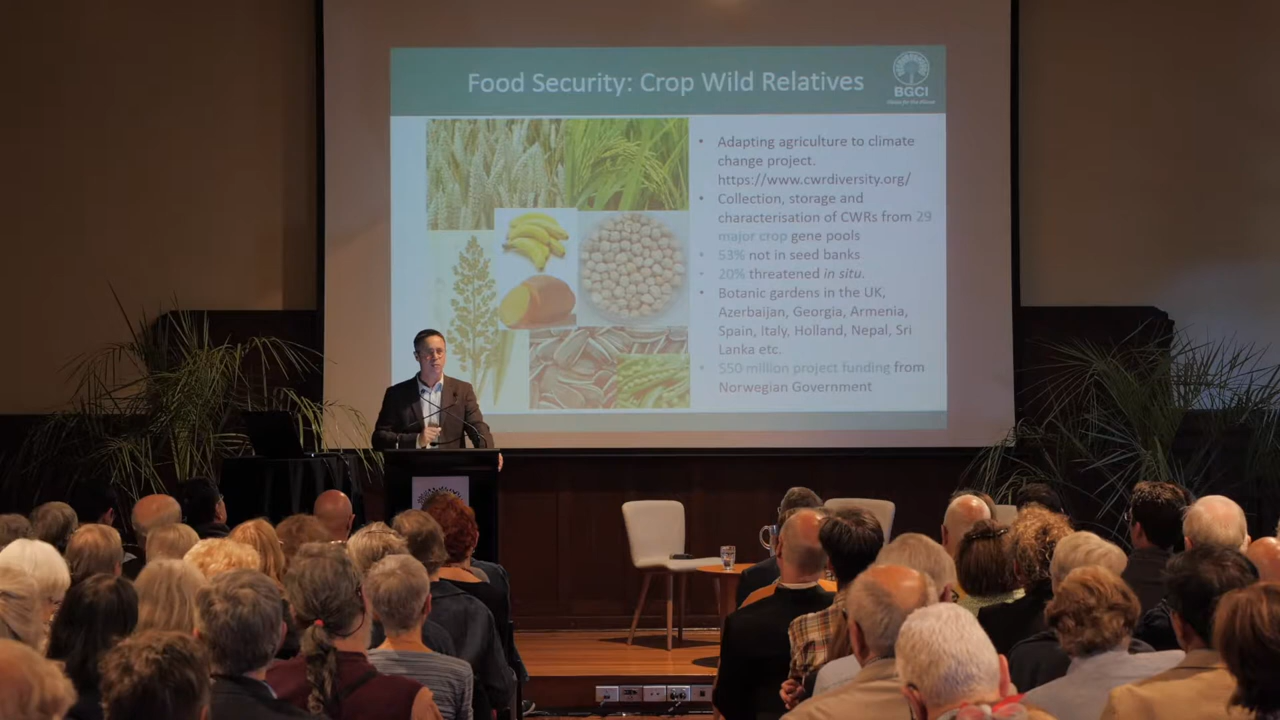 Food Security: Crop Wild Relatives
BGCI
• Adapting agriculture to climate
change project.
https://www.cwrdiversity.org/
• Collection, storage and
characterisation of CWRs from 29
major crop gene pools
• 53% not in seed banks
• 20% threatened in situ.
• Botanic gardens in the UK,
Azerbaijan, Georgia, Armenia,
Spain, Italy, Holland, Nepal, Sri
Lanka etc.
• $50 million project funding from
Norwegian Government